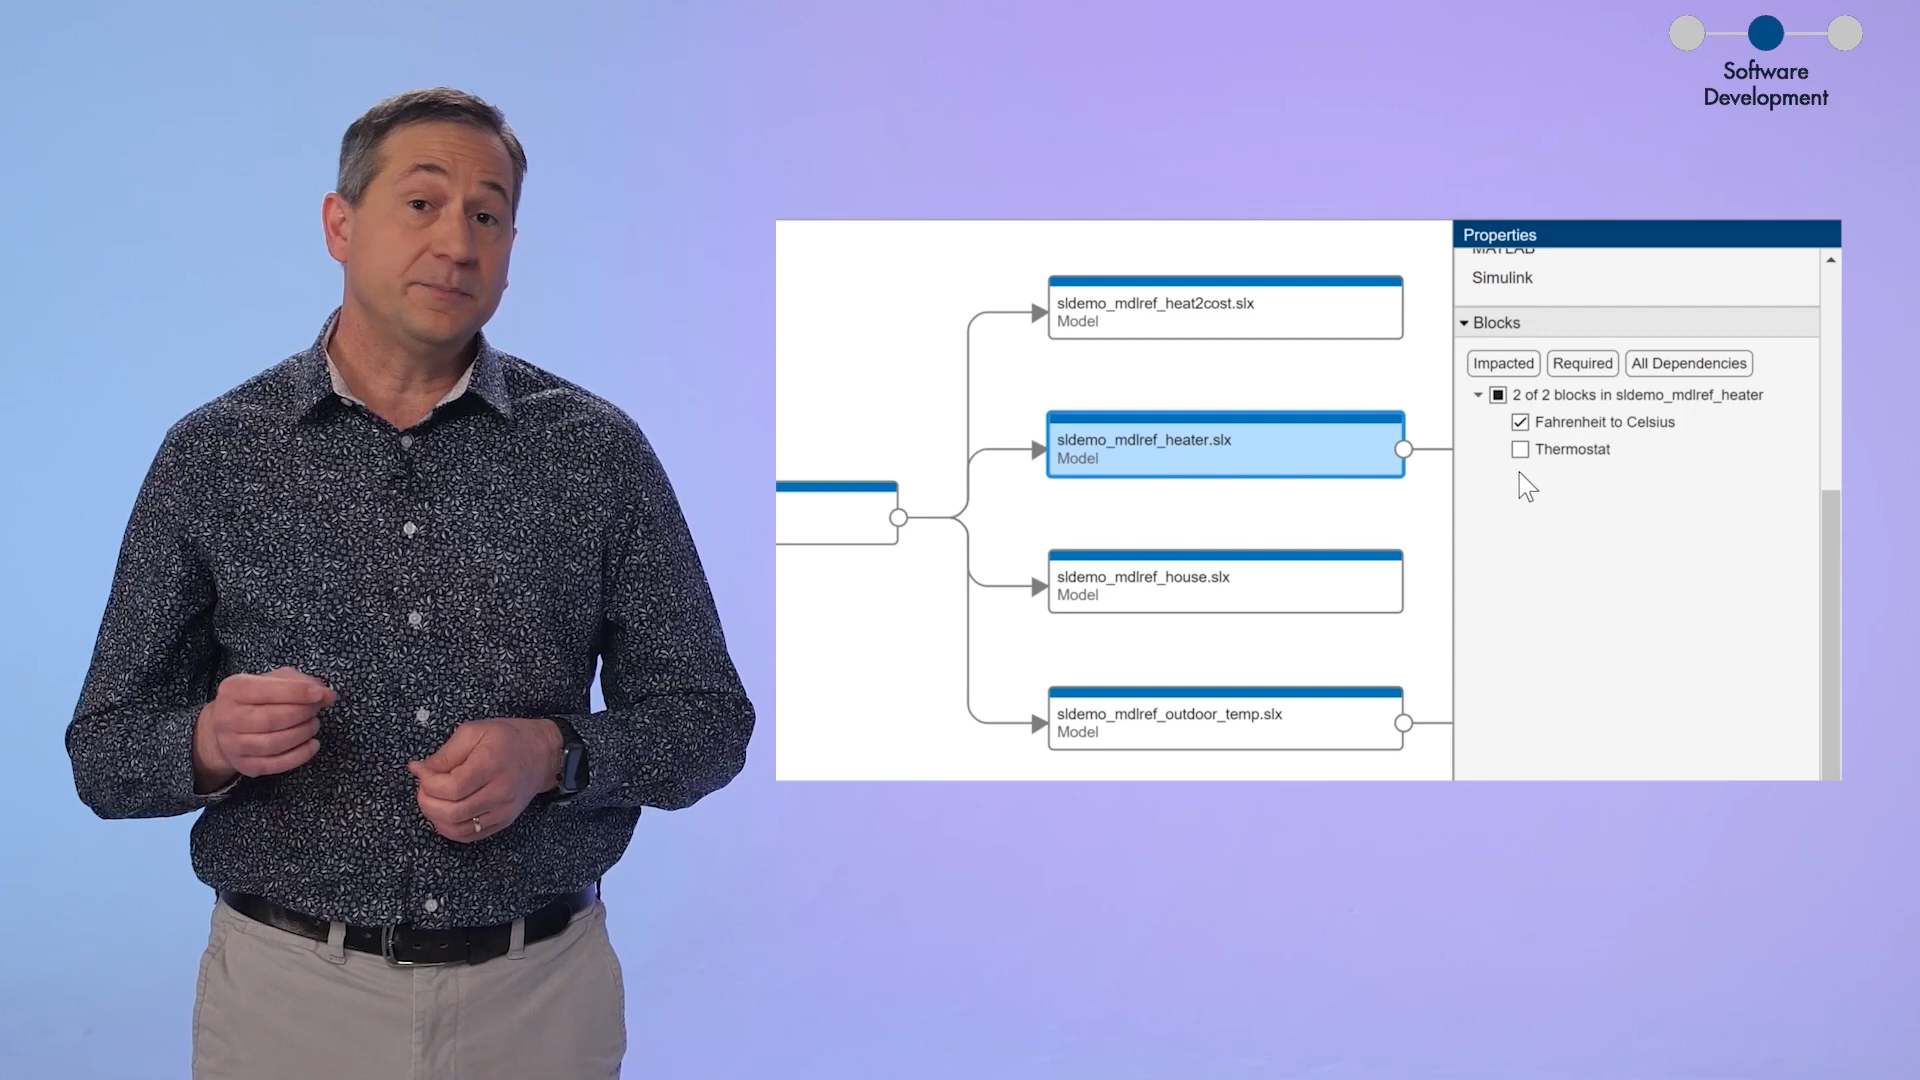 Software
Development
Properties
MATLAB
Simulink
Blocks
Impacted Required All Dependencies
2 of 2 blocks in sldemo_mdlref_heater
Fahrenheit to Celsius
Thermostat
sldemo_mdlref_heat2cost.slx
Model
sldemo_mdlref_heater.slx
Model
sldemo_mdlref_house.slx
Model
sldemo_mdlref_outdoor_temp.slx
Model